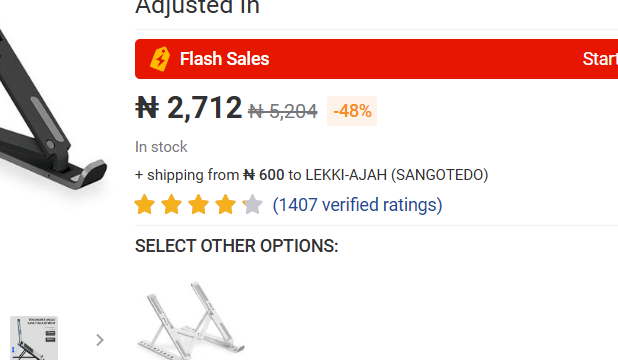 Adjusted In
Flash Sales Start
₦ 2,712 ₦ 5,204 -48%
In stock
+ shipping from ₦ 600 to LEKKI-AJAH (SANGOTEDO)
(1407 verified ratings)
SELECT OTHER OPTIONS: